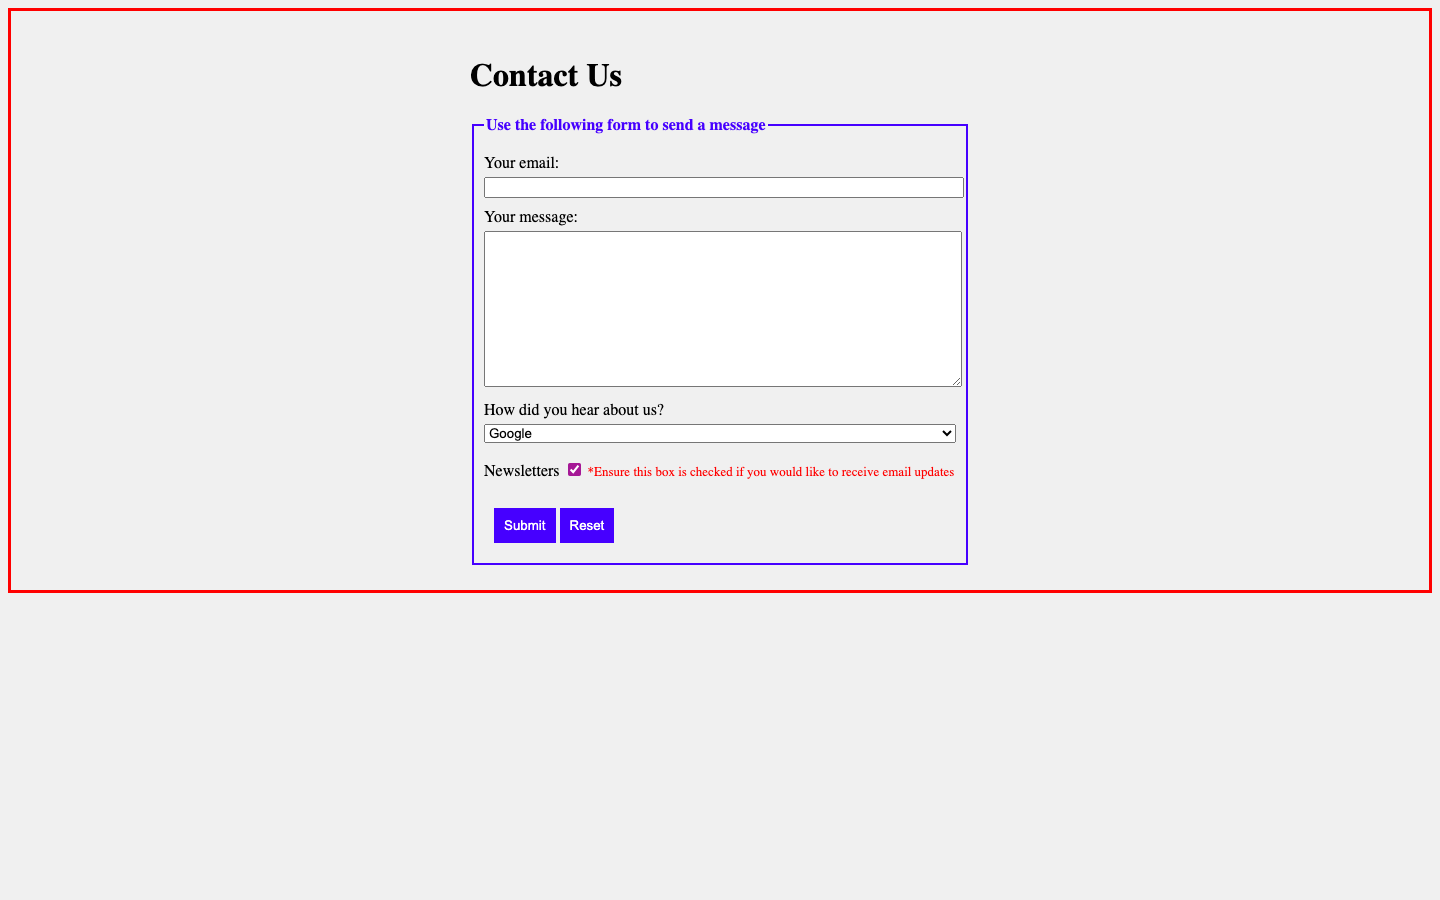 Contact Us
Use the following form to send a message
Your email:
Your message:
How did you hear about us?
Google
Newsletters *Ensure this box is checked if you would like to receive email updates
Submit Reset